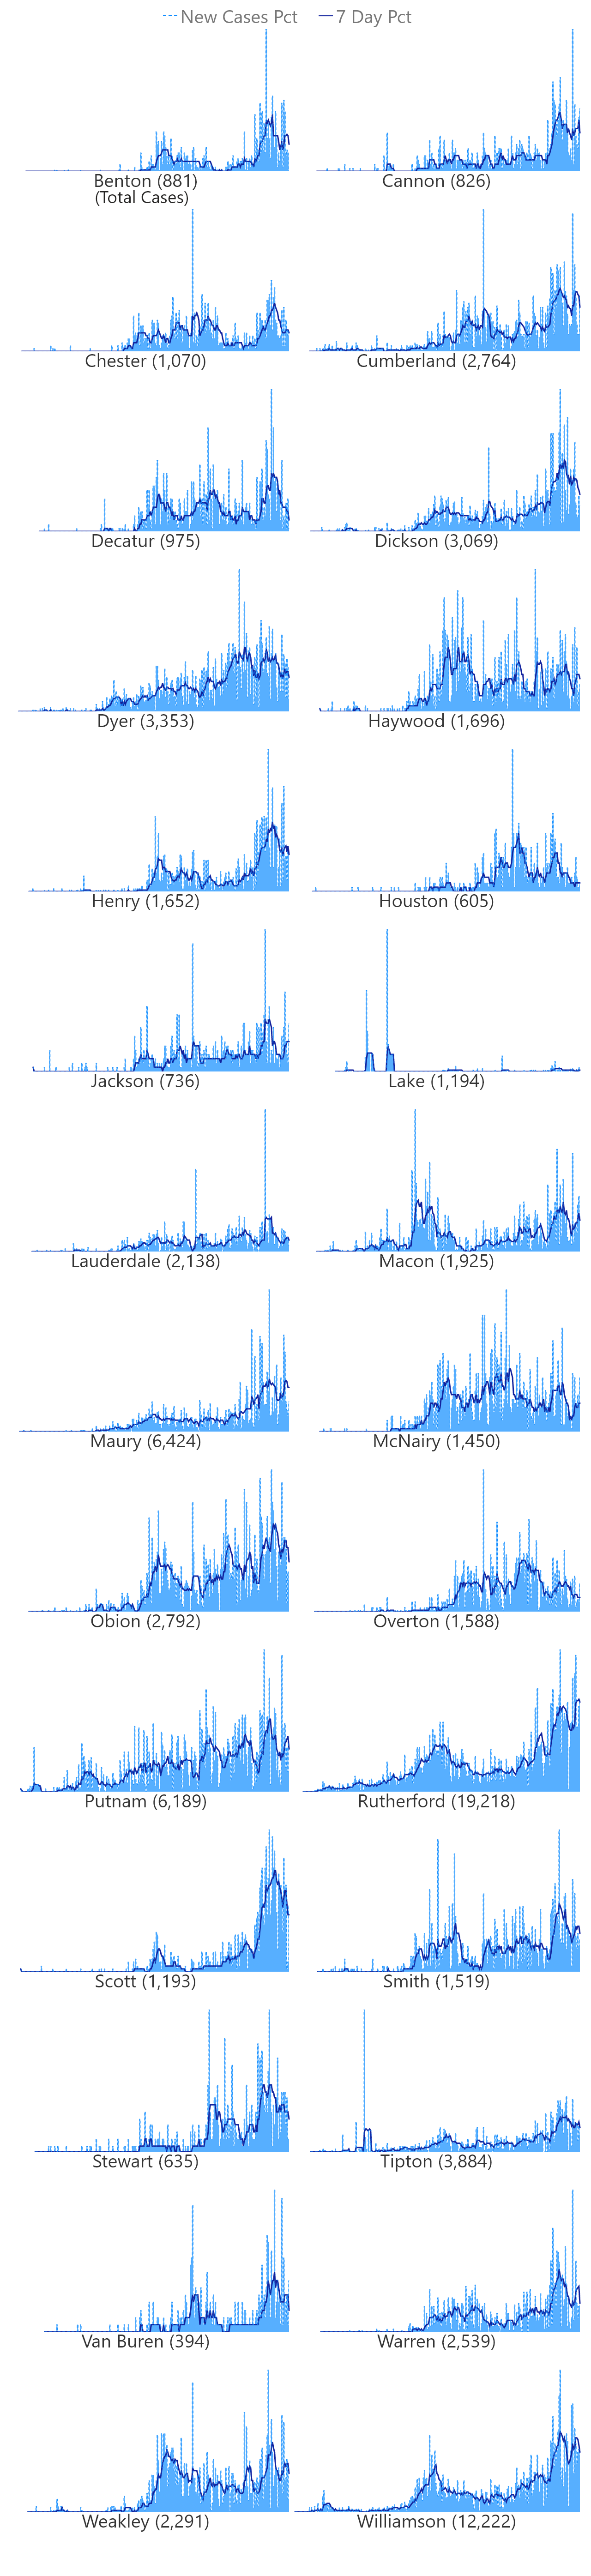 New Cases Pct 7 Day Pct
Benton (881) Cannon (826)
(Total Cases)
Chester (1,070) Cumberland (2,764)
Decatur (975) Dickson (3,069)
Dyer (3,353) Haywood (1,696)
Henry (1,652) Houston (605)
Jackson (736) Lake (1,194)
Lauderdale (2,138) Macon (1,925)
Maury (6,424) McNairy (1,450)
Obion (2,792) Overton (1,588)
Putnam (6,189) Rutherford (19,218)
Scott (1,193) Smith (1,519)
Stewart (635) Tipton (3,884)
Van Buren (394) Warren (2,539)
Weakley (2,291) Williamson (12,222)